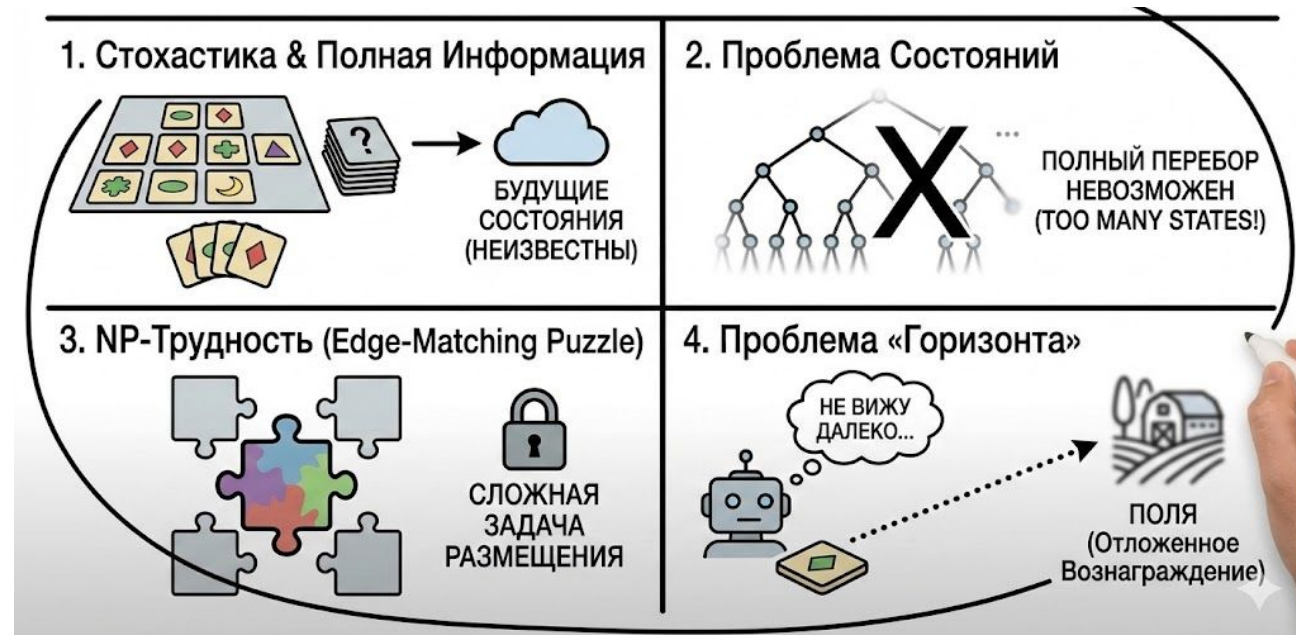 1. Стохастика & Полная Информация
?
БУДУЩИЕ
СОСТОЯНИЯ
(НЕИЗВЕСТНЫ)
2. Проблема Состояний
...
ПОЛНЫЙ ПЕРЕБОР
НЕВОЗМОЖЕН
(TOO MANY STATES!)
3. NP-Трудность (Edge-Matching Puzzle)
СЛОЖНАЯ
ЗАДАЧА
РАЗМЕЩЕНИЯ
4. Проблема «Горизонта»
НЕ ВИЖУ
ДАЛЕКО...
ПОЛЯ
(Отложенное
Вознаграждение)